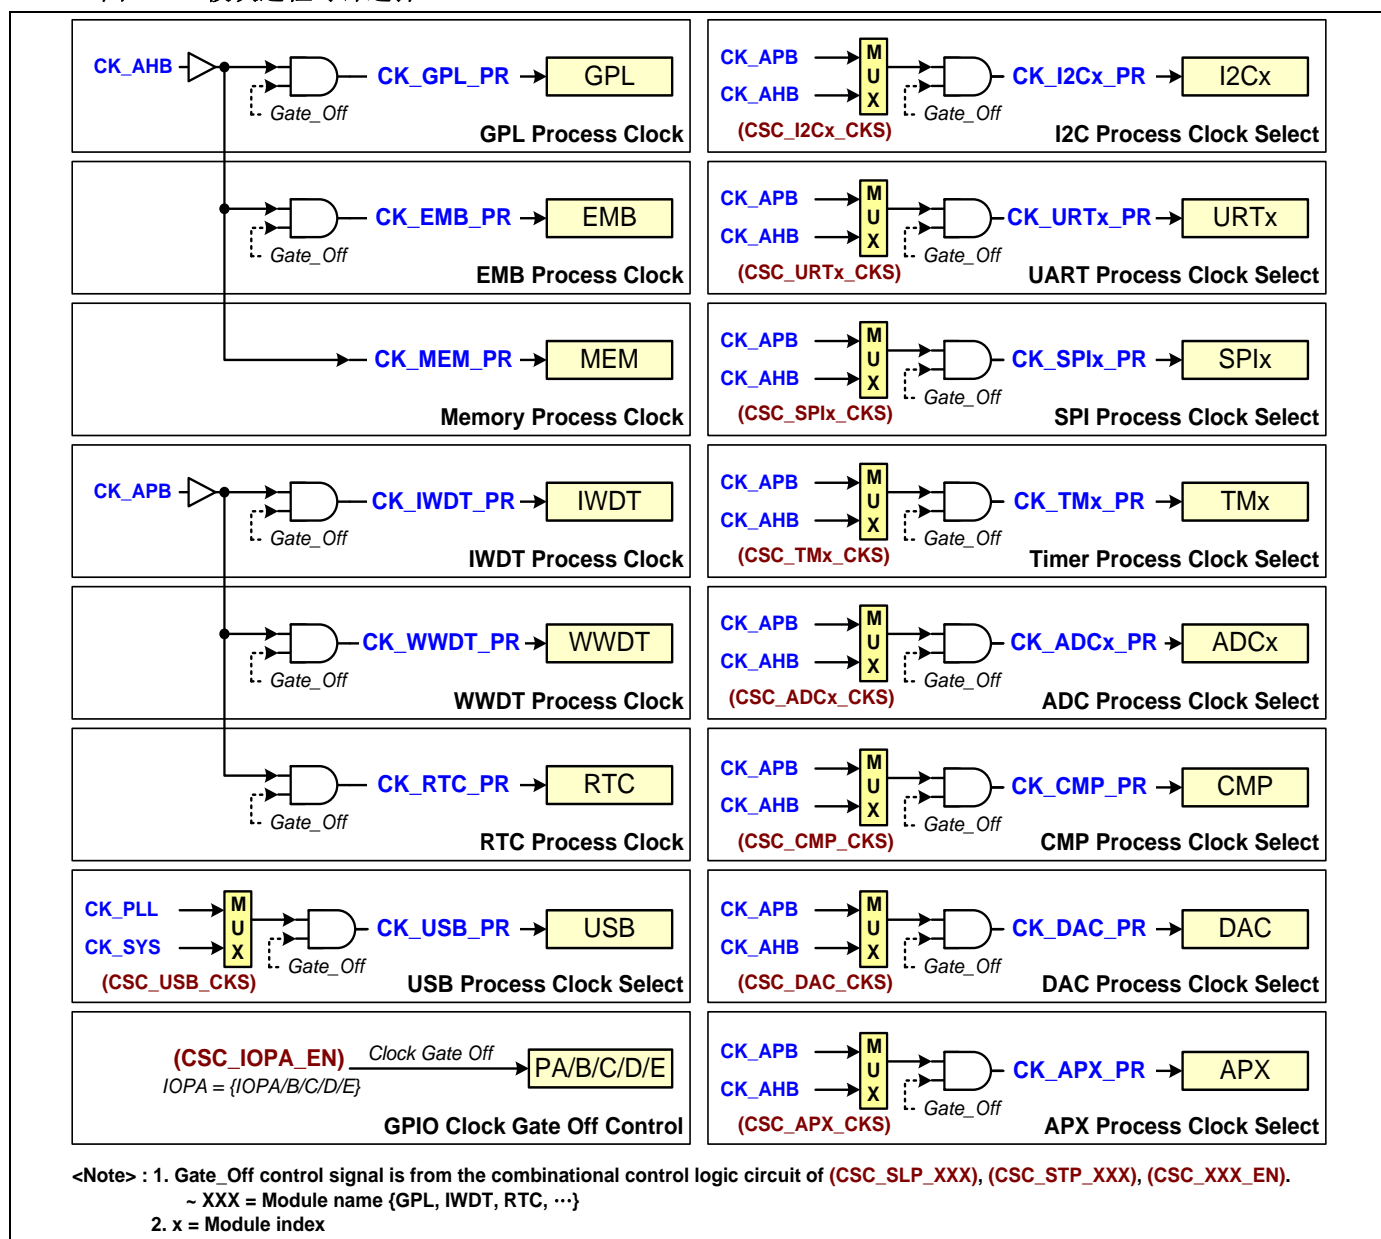 CK_AHB
CK_GPL_PR
GPL
Gate_Off
GPL Process Clock
CK_EMB_PR
EMB
Gate_Off
EMB Process Clock
CK_MEM_PR
MEM
Memory Process Clock
CK_APB
CK_IWDT_PR
IWDT
Gate_Off
IWDT Process Clock
CK_WWDT_PR
WWDT
Gate_Off
WWDT Process Clock
CK_RTC_PR
RTC
Gate_Off
RTC Process Clock
CK_PLL
CK_SYS
MUX
(CSC_USB_CKS)
CK_USB_PR
USB
Gate_Off
USB Process Clock Select
(CSC_IOPA_EN)
IOPA = {IOPA/B/C/D/E}
Clock Gate Off
PA/B/C/D/E
GPIO Clock Gate Off Control
CK_APB
CK_AHB
MUX
(CSC_I2Cx_CKS)
CK_I2Cx_PR
I2Cx
Gate_Off
I2C Process Clock Select
CK_APB
CK_AHB
MUX
(CSC_URTx_CKS)
CK_URTx_PR
URTx
Gate_Off
UART Process Clock Select
CK_APB
CK_AHB
MUX
(CSC_SPIx_CKS)
CK_SPIx_PR
SPIx
Gate_Off
SPI Process Clock Select
CK_APB
CK_AHB
MUX
(CSC_TMx_CKS)
CK_TMx_PR
TMx
Gate_Off
Timer Process Clock Select
CK_APB
CK_AHB
MUX
(CSC_ADCx_CKS)
CK_ADCx_PR
ADCx
Gate_Off
ADC Process Clock Select
CK_APB
CK_AHB
MUX
(CSC_CMP_CKS)
CK_CMP_PR
CMP
Gate_Off
CMP Process Clock Select
CK_APB
CK_AHB
MUX
(CSC_DAC_CKS)
CK_DAC_PR
DAC
Gate_Off
DAC Process Clock Select
CK_APB
CK_AHB
MUX
(CSC_APX_CKS)
CK_APX_PR
APX
Gate_Off
APX Process Clock Select
<Note> : 1. Gate_Off control signal is from the combinational control logic circuit of (CSC_SLP_XXX), (CSC_STP_XXX), (CSC_XXX_EN).
~ XXX = Module name {GPL, IWDT, RTC, ⋯}
2. x = Module index